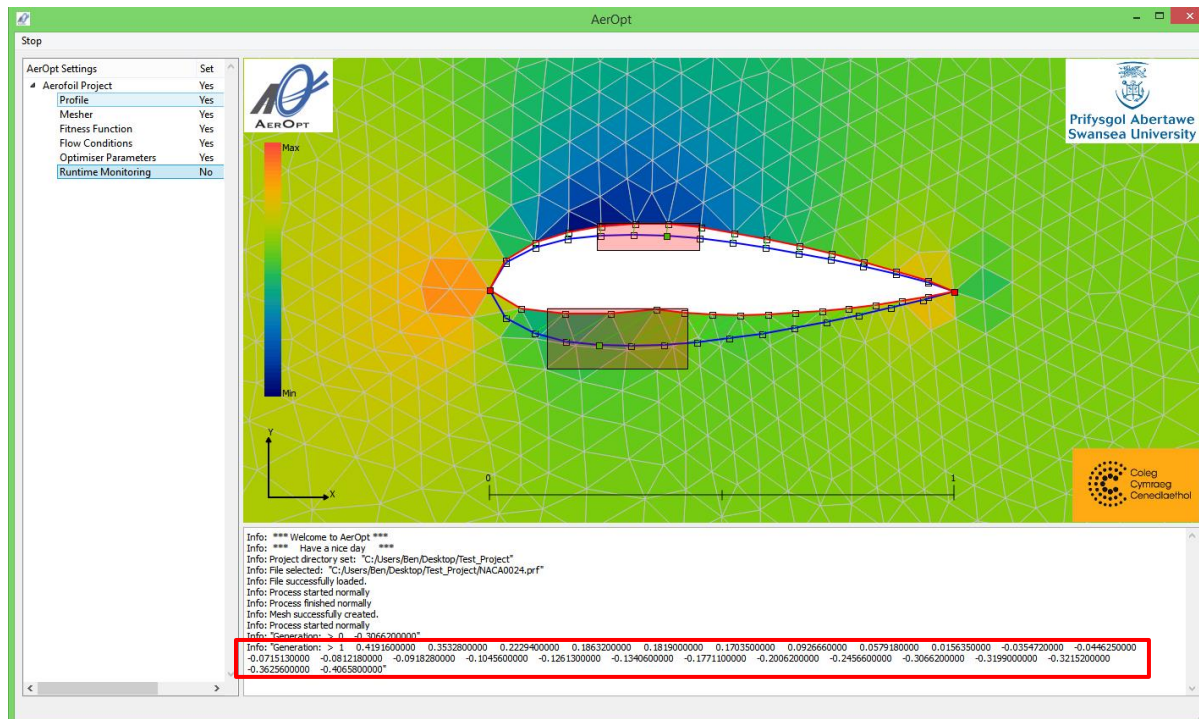 AerOpt
Stop
AerOpt Settings Set
Aerofoil Project Yes
Profile Yes
Mesher Yes
Fitness Function Yes
Flow Conditions Yes
Optimiser Parameters Yes
Runtime Monitoring No
AEROPT
Max
Min
Y
X
0
1
Prifysgol Abertawe
Swansea University
Coleg
Cymraeg
Cenedlaethol
Info: *** Welcome to AerOpt ***
Info: *** Have a nice day ***
Info: Project directory set: "C:/Users/Ben/Desktop/Test_Project"
Info: File selected: "C:/Users/Ben/Desktop/Test_Project/NACA0024.prf"
Info: File successfully loaded.
Info: Process started normally
Info: Process finished normally
Info: Mesh successfully created.
Info: Process started normally
Info: "Generation: > 0 -0.3066200000"
Info: "Generation: > 1 0.4191600000 0.3532800000 0.2229400000 0.1863200000 0.1819000000 0.1703500000 0.0926660000 0.0579180000 0.0156350000 -0.0354720000 -0.0446250000
-0.0715130000 -0.0812180000 -0.0918280000 -0.1045600000 -0.1261300000 -0.1340600000 -0.1771100000 -0.2006200000 -0.2456600000 -0.3066200000 -0.3199000000 -0.3215200000
-0.3625600000 -0.4065800000"